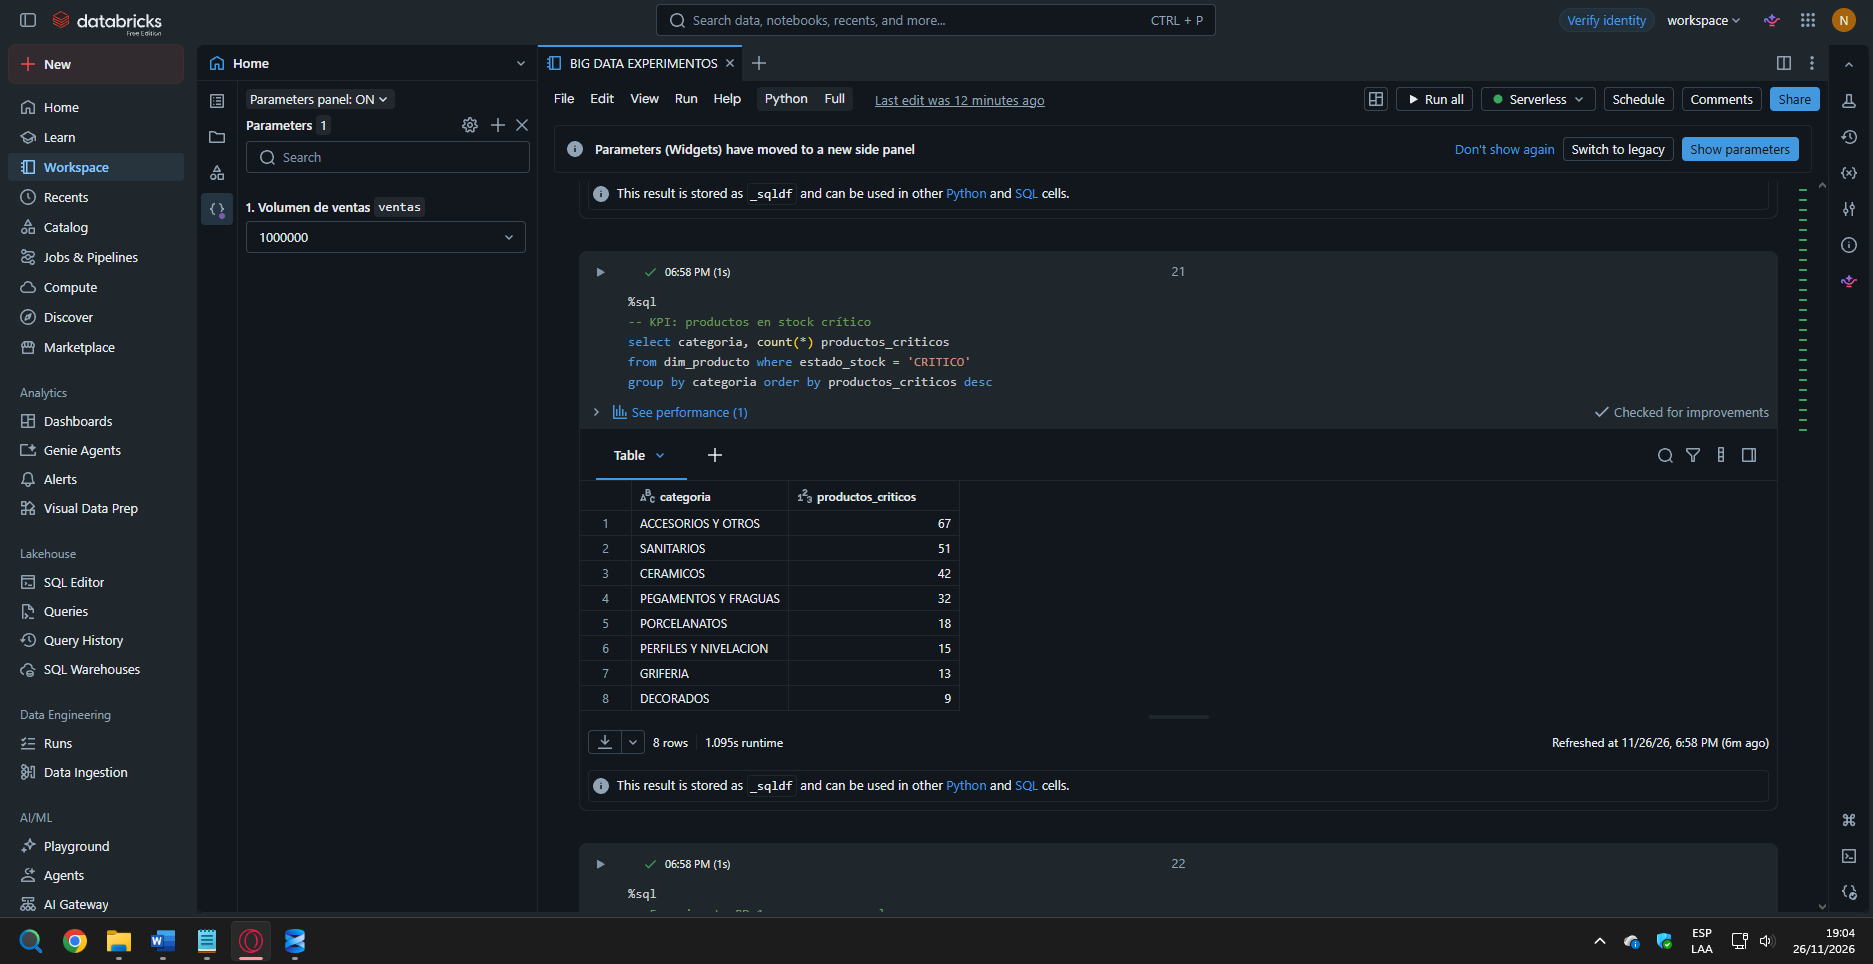 databricks
Free Edition
Search data, notebooks, recents, and more...
CTRL + P
Verify identity
workspace
N
New
Home
Learn
Workspace
Recents
Catalog
Jobs & Pipelines
Compute
Discover
Marketplace
Analytics
Dashboards
Genie Agents
Alerts
Visual Data Prep
Lakehouse
SQL Editor
Queries
Query History
SQL Warehouses
Data Engineering
Runs
Data Ingestion
AI/ML
Playground
Agents
AI Gateway
Home
Parameters panel: ON
Parameters 1
Search
1. Volumen de ventas ventas
1000000
BIG DATA EXPERIMENTOS
File Edit View Run Help Python Full Last edit was 12 minutes ago
Run all Serverless Schedule Comments Share
Parameters (Widgets) have moved to a new side panel
Don't show again Switch to legacy Show parameters
This result is stored as _sqldf and can be used in other Python and SQL cells.
06:58 PM (1s) 21
%sql
-- KPI: productos en stock crítico
select categoria, count(*) productos_criticos
from dim_producto where estado_stock = 'CRITICO'
group by categoria order by productos_criticos desc
See performance (1) Checked for improvements
Table
categoria productos_criticos
1 ACCESORIOS Y OTROS 67
2 SANITARIOS 51
3 CERAMICOS 42
4 PEGAMENTOS Y FRAGUAS 32
5 PORCELANATOS 18
6 PERFILES Y NIVELACION 15
7 GRIFERIA 13
8 DECORADOS 9
8 rows 1.095s runtime Refreshed at 11/26/26, 6:58 PM (6m ago)
This result is stored as _sqldf and can be used in other Python and SQL cells.
06:58 PM (1s) 22
%sql
ESP
LAA
19:04
26/11/2026